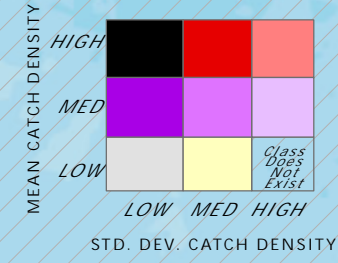 MEAN CATCH DENSITY
HIGH
MED
LOW
Class
Does
Not
Exist
LOW MED HIGH
STD. DEV. CATCH DENSITY